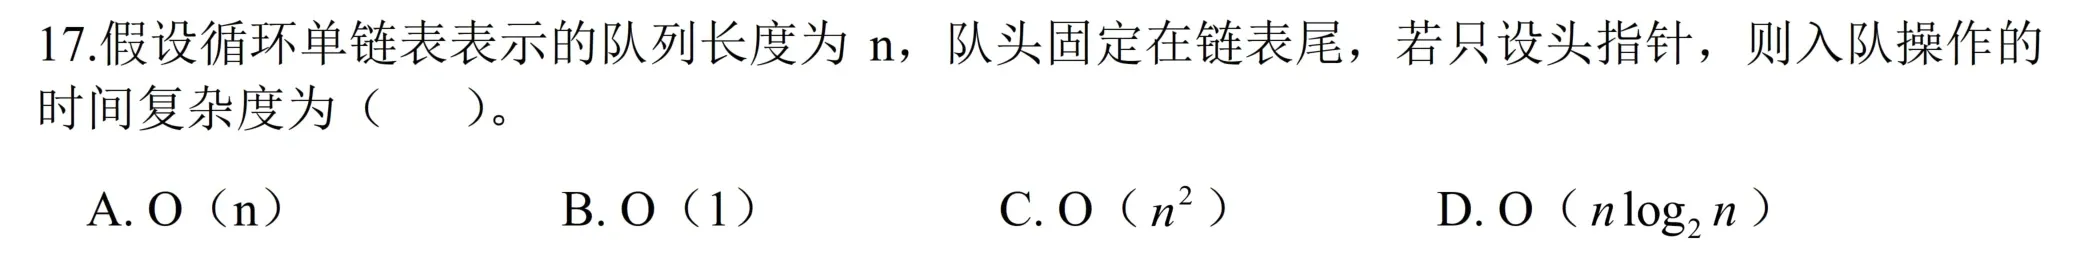 17.假设循环单链表表示的队列长度为 n，队头固定在链表尾，若只设头指针，则入队操作的
时间复杂度为（　　）。
A. O（n）　　B. O（1）　　C. O（$n^2$）　　D. O（$n\log_2 n$）